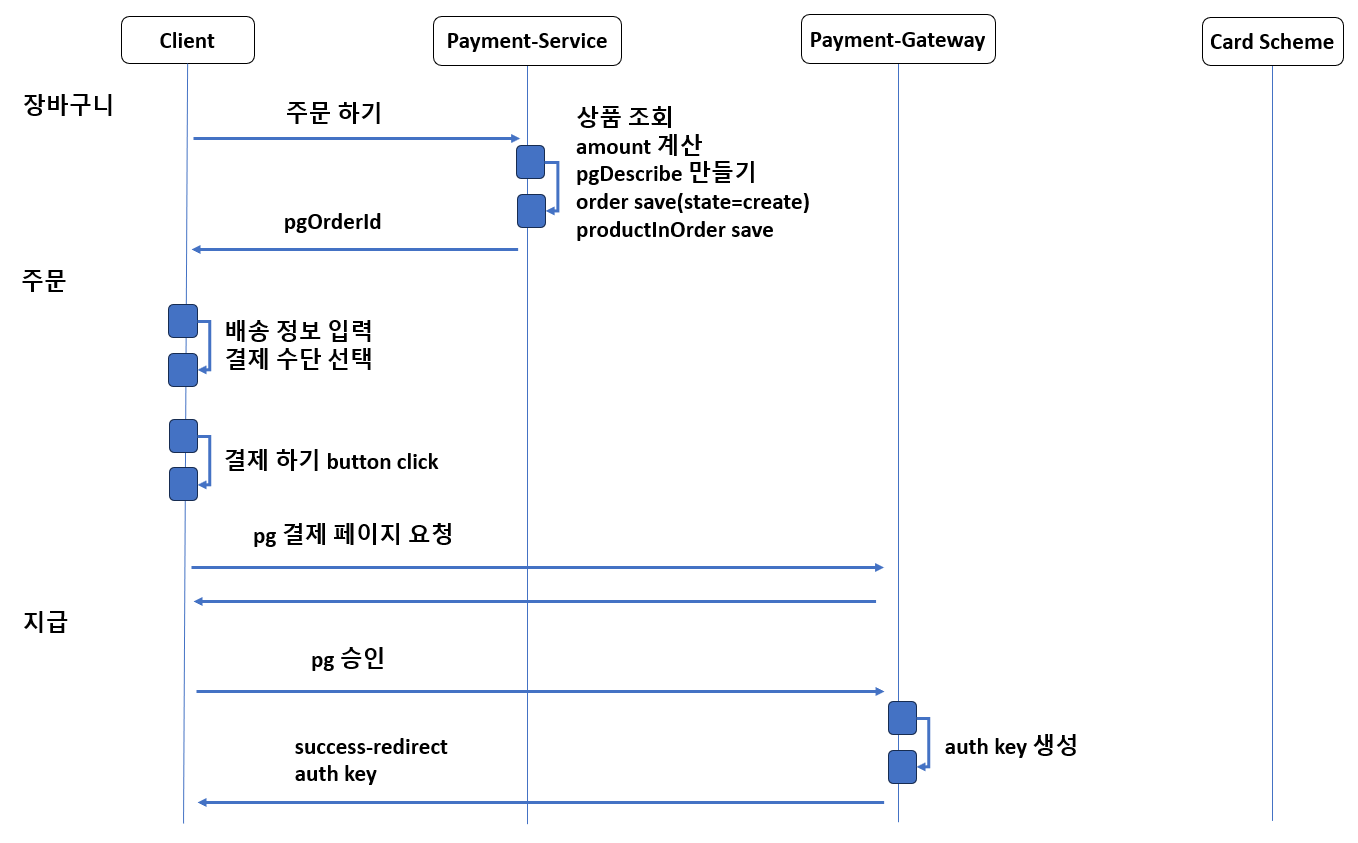 Client
Payment-Service
Payment-Gateway
Card Scheme
장바구니
주문 하기
상품 조회
amount 계산
pgDescribe 만들기
order save(state=create)
productInOrder save
pgOrderId
주문
배송 정보 입력
결제 수단 선택
결제 하기 button click
pg 결제 페이지 요청
지급
pg 승인
auth key 생성
success-redirect
auth key